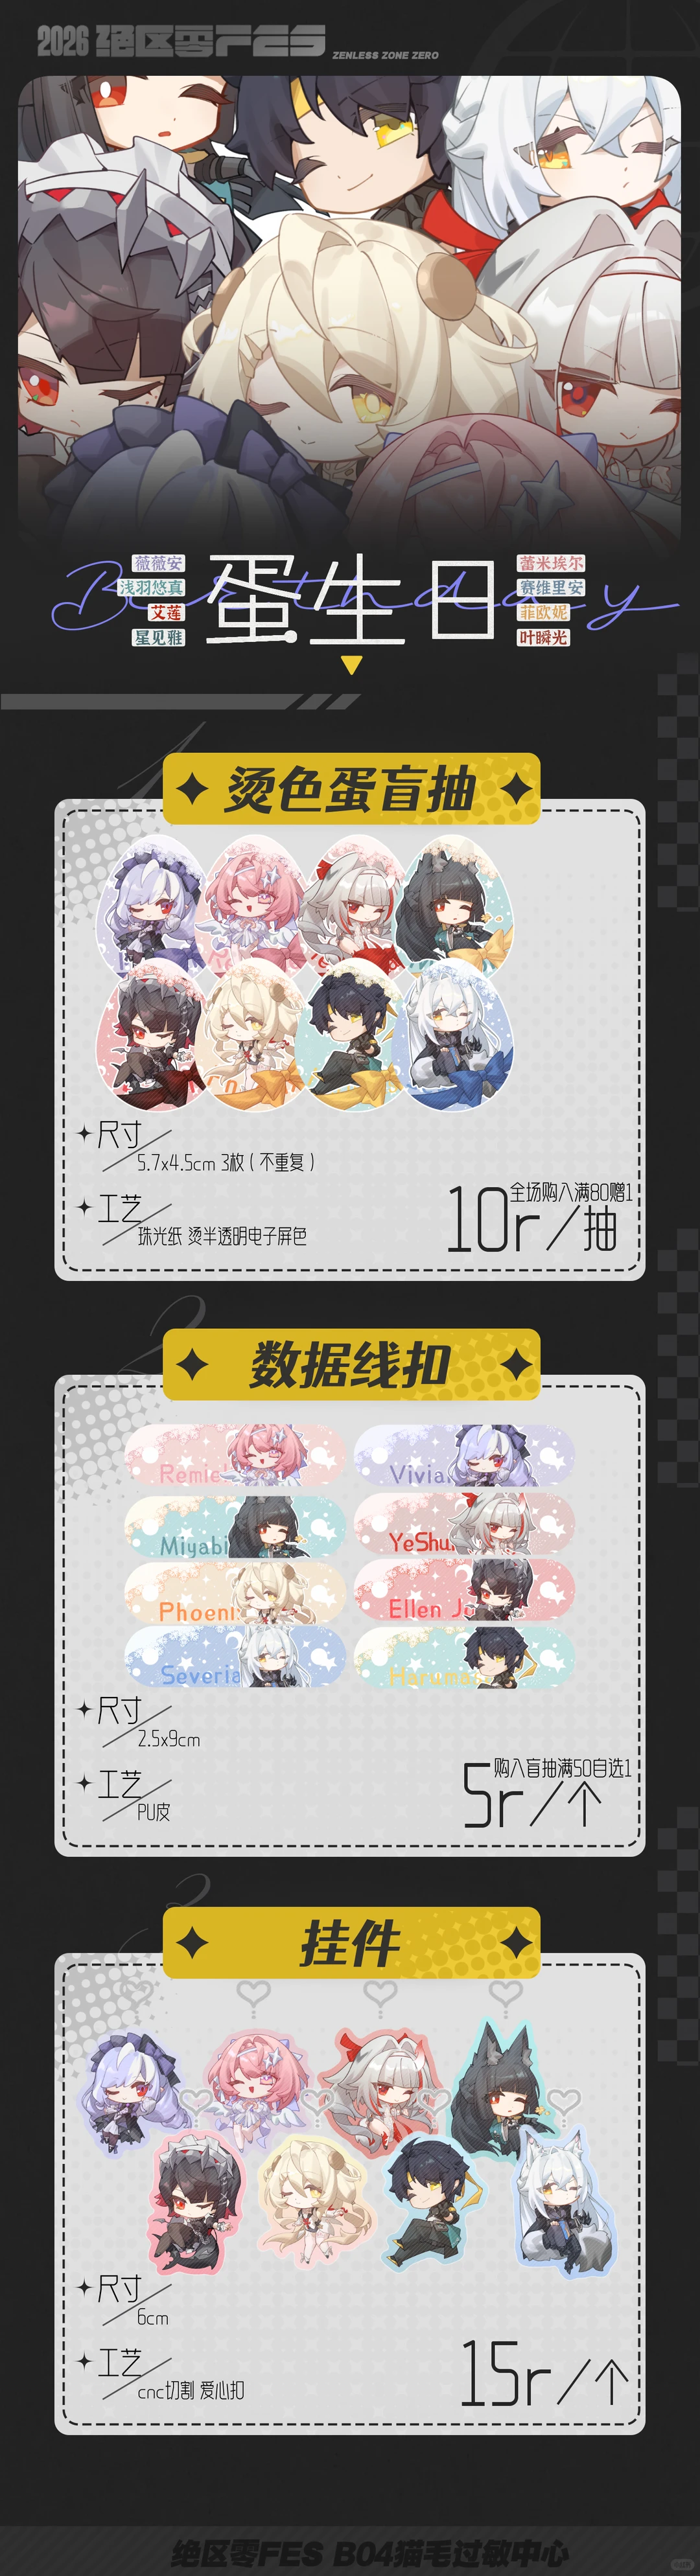 2026 绝区零FES
ZENLESS ZONE ZERO
Birthday
蛋生日
薇薇安
浅羽悠真
艾莲
星见雅
蕾米埃尔
赛维里安
菲欧妮
叶瞬光
1
烫色蛋盲抽
尺寸
5.7x4.5cm 3枚(不重复)
工艺
珠光纸 烫半透明电子屏色
全场购入满80赠1
10r/抽
2
数据线扣
Remie
Vivia
Miyabi
YeShu
Phoeni
Ellen Jo
Severia
Haruma
尺寸
2.5x9cm
工艺
PU皮
购入盲抽满50自选1
5r/个
3
挂件
尺寸
6cm
工艺
cnc切割 爱心扣
15r/个
绝区零FES B04猫毛过敏中心